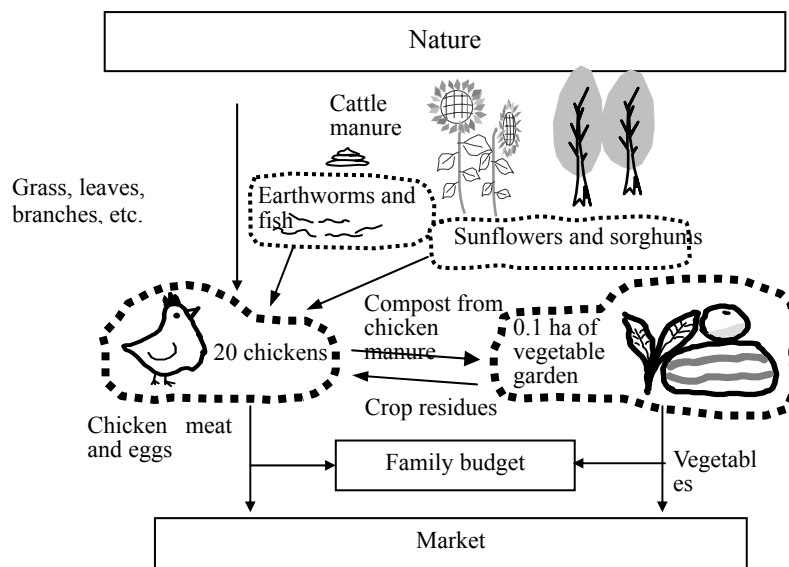 Nature
Cattle
manure
Grass, leaves,
branches, etc.
Earthworms and
fish
Sunflowers and sorghums
Compost from
chicken
manure
20 chickens
0.1 ha of
vegetable
garden
Crop residues
Chicken meat
and eggs
Family budget
Vegetabl
es
Market